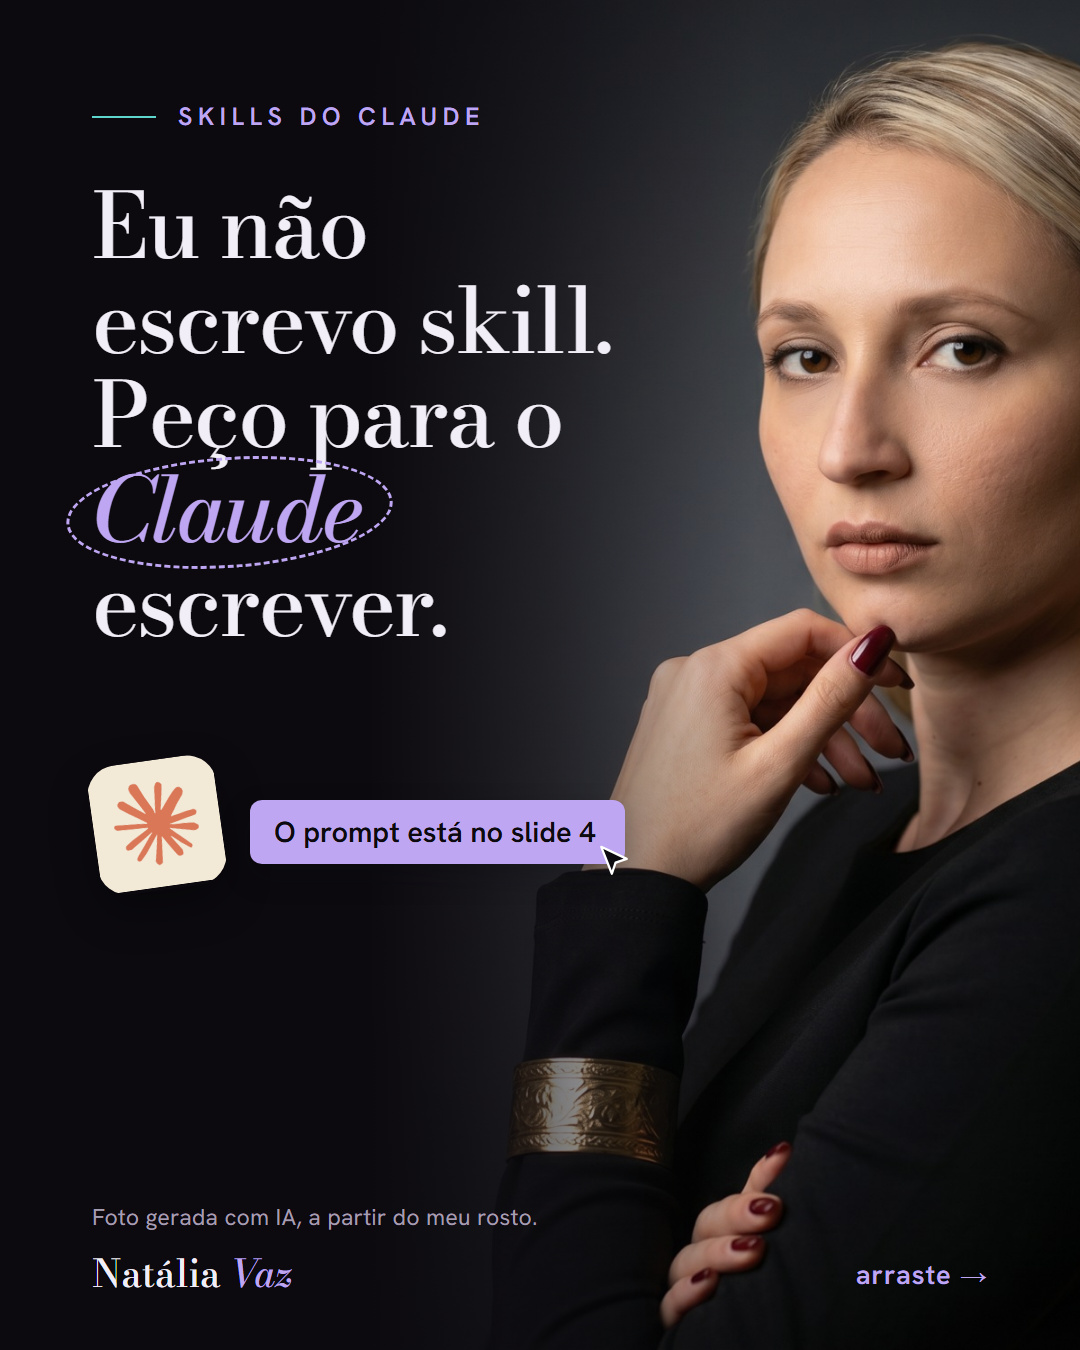 SKILLS DO CLAUDE
Eu não
escrevo skill.
Peço para o
Claude
escrever.
O prompt está no slide 4
Foto gerada com IA, a partir do meu rosto.
Natália Vaz
arraste →